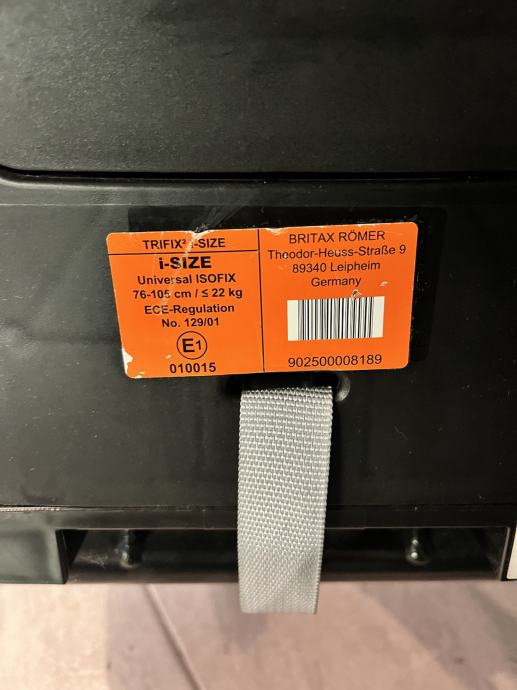 TRIFIX² i-SIZE
i-SIZE
Universal ISOFIX
76-105 cm / ≤ 22 kg
ECE-Regulation
No. 129/01
E1
010015
BRITAX RÖMER
Theodor-Heuss-Straße 9
89340 Leipheim
Germany
902500008189